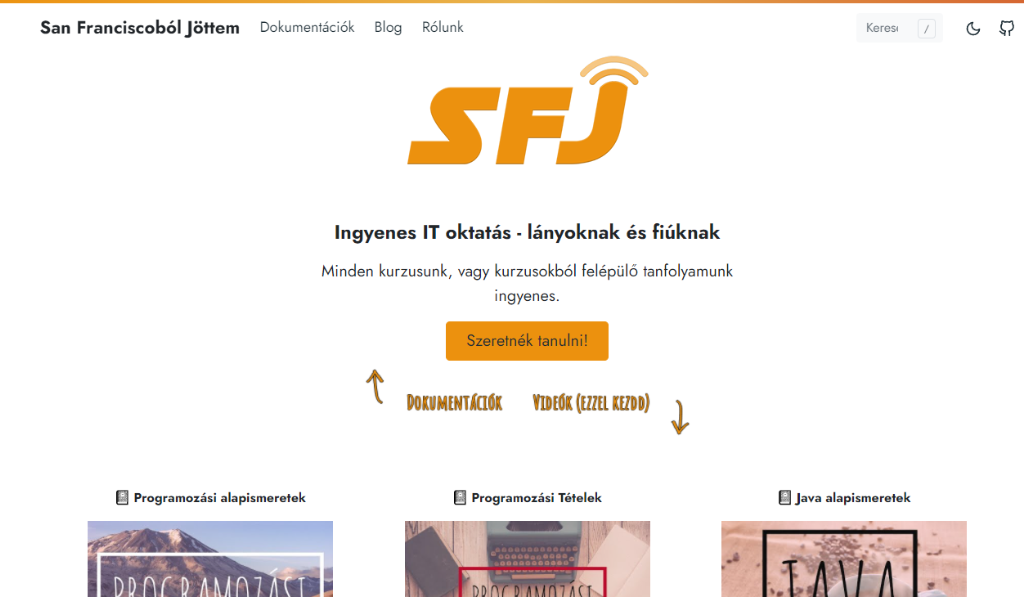 San Franciscoból Jöttem Dokumentációk Blog Rólunk /
SFJ
Ingyenes IT oktatás - lányoknak és fiúknak
Minden kurzusunk, vagy kurzusokból felépülő tanfolyamunk
ingyenes.
Szeretnék tanulni!
Dokumentációk Videók (ezzel kezdd)
Programozási alapismeretek Programozási Tételek Java alapismeretek
PROGRAMOZÁSI PROGRAMOZÁSI JAVA